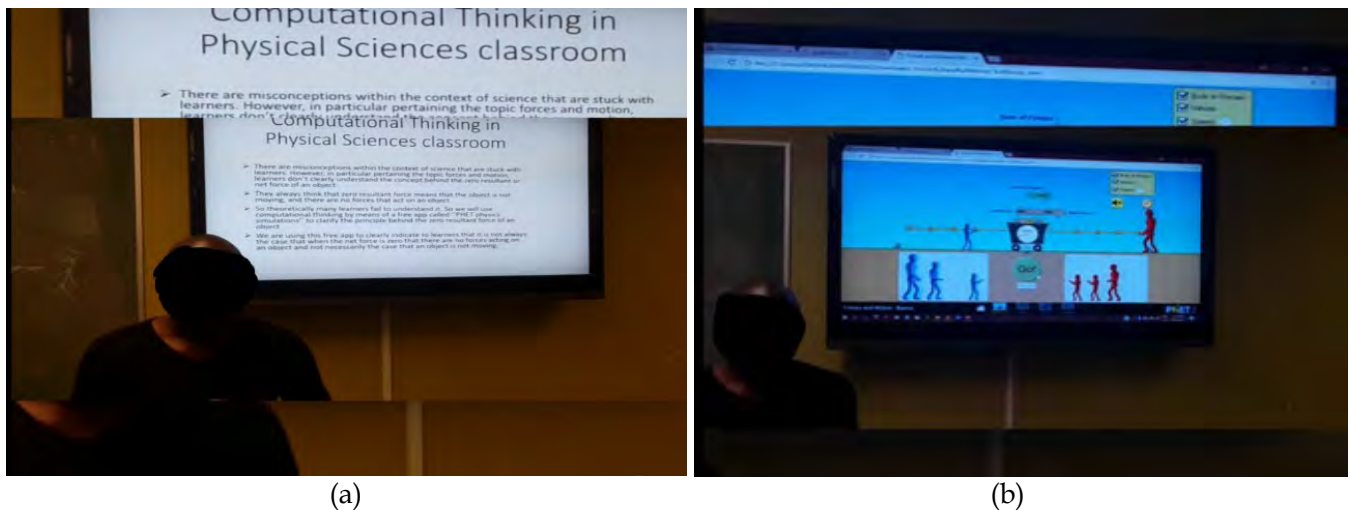 Computational Thinking in
Physical Sciences classroom
➢ There are misconceptions within the context of science that are stuck with
learners. However, in particular pertaining the topic forces and motion,
learners don't clearly understand the
Computational Thinking in
Physical Sciences classroom
➢ There are misconceptions within the context of science that are stuck with
learners. However, in particular pertaining the topic forces and motion,
learners don't clearly understand the concept behind the zero resultant or
net force of an object.
➢ They always think that zero resultant force means that the object is not
moving, and there are no forces that act on an object.
➢ So theoretically many learners fail to understand it. So we will use
computational thinking by means of a free app called "PHET physics
simulations" to clarify the principle behind the zero resultant force of an
object
➢ We are using this free app to clearly indicate to learners that it is not always
the case that when the net force is zero that there are no forces acting on
an object and not necessarily the case that an object is not moving.
(a)
Sum of Forces
Values
Speed
Sum of Forces
Go!
PhET
(b)